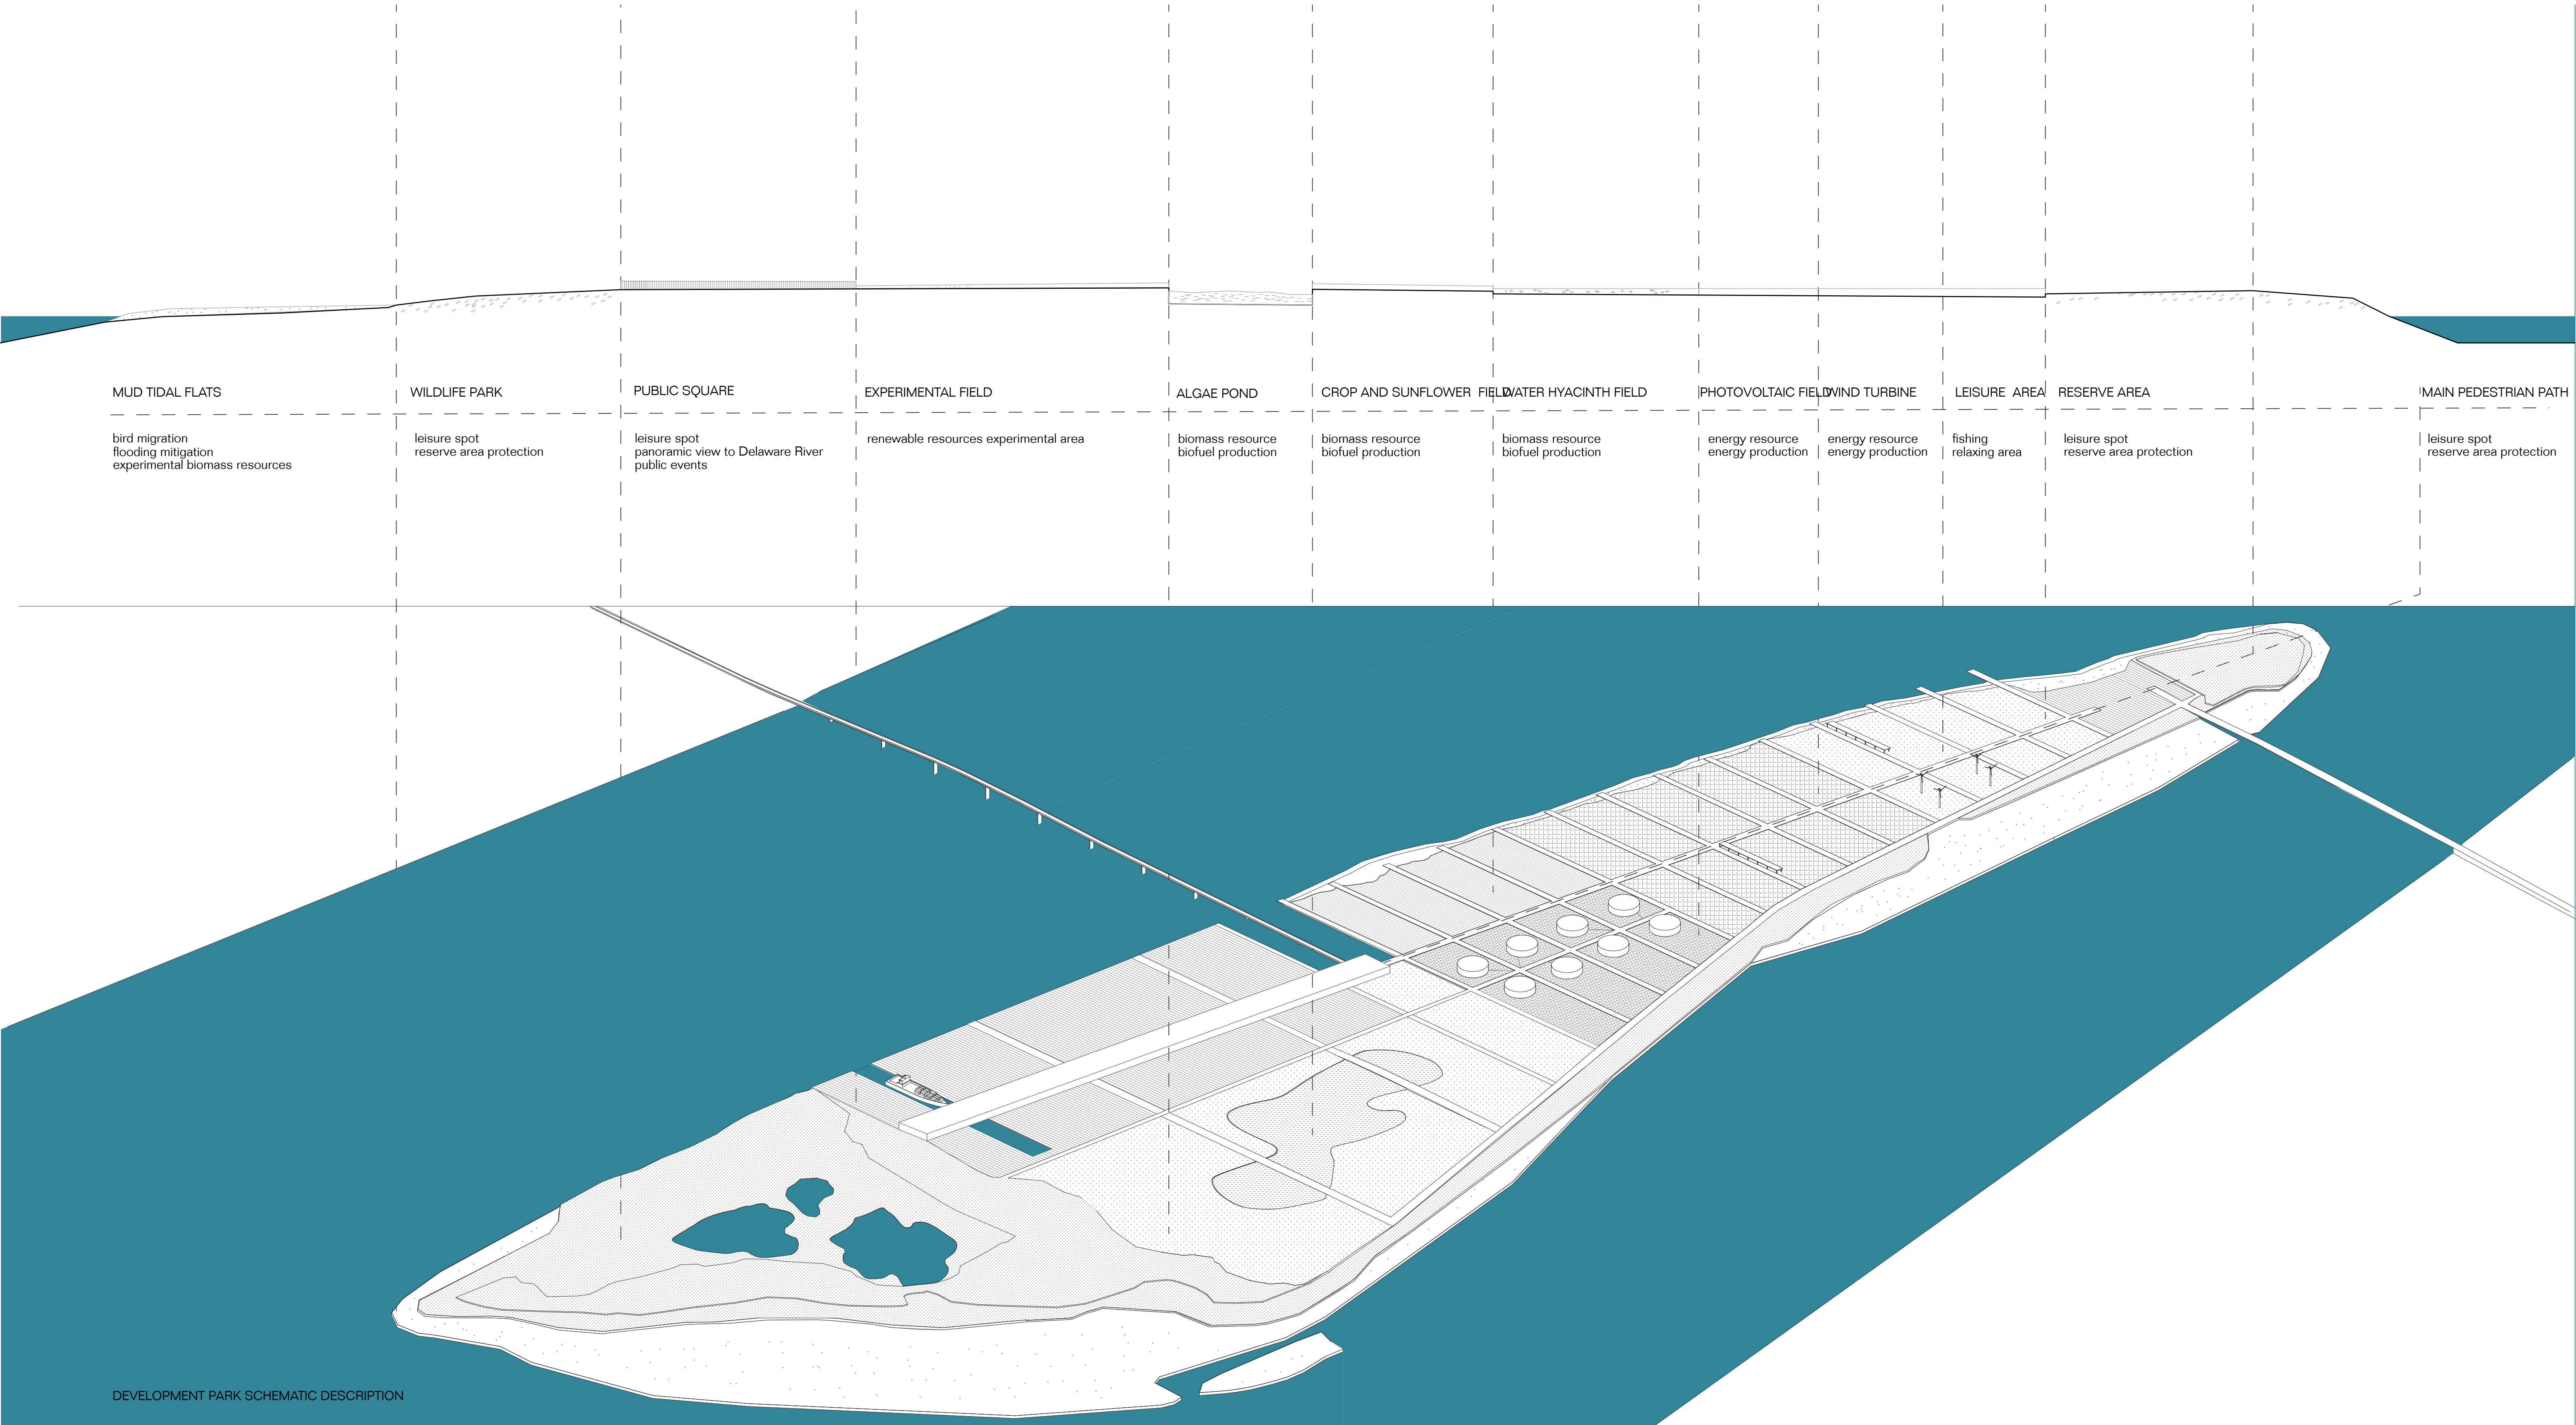 MUD TIDAL FLATS
WILDLIFE PARK
PUBLIC SQUARE
EXPERIMENTAL FIELD
ALGAE POND
CROP AND SUNFLOWER  FIELD
WATER HYACINTH FIELD
PHOTOVOLTAIC FIELD
WIND TURBINE
LEISURE  AREA
RESERVE AREA
MAIN PEDESTRIAN PATH
bird migration
flooding mitigation
experimental biomass resources
leisure spot
reserve area protection
leisure spot
panoramic view to Delaware River
public events
renewable resources experimental area
biomass resource
biofuel production
biomass resource
biofuel production
biomass resource
biofuel production
energy resource
energy production
energy resource
energy production
fishing
relaxing area
leisure spot
reserve area protection
leisure spot
reserve area protection
DEVELOPMENT PARK SCHEMATIC DESCRIPTION